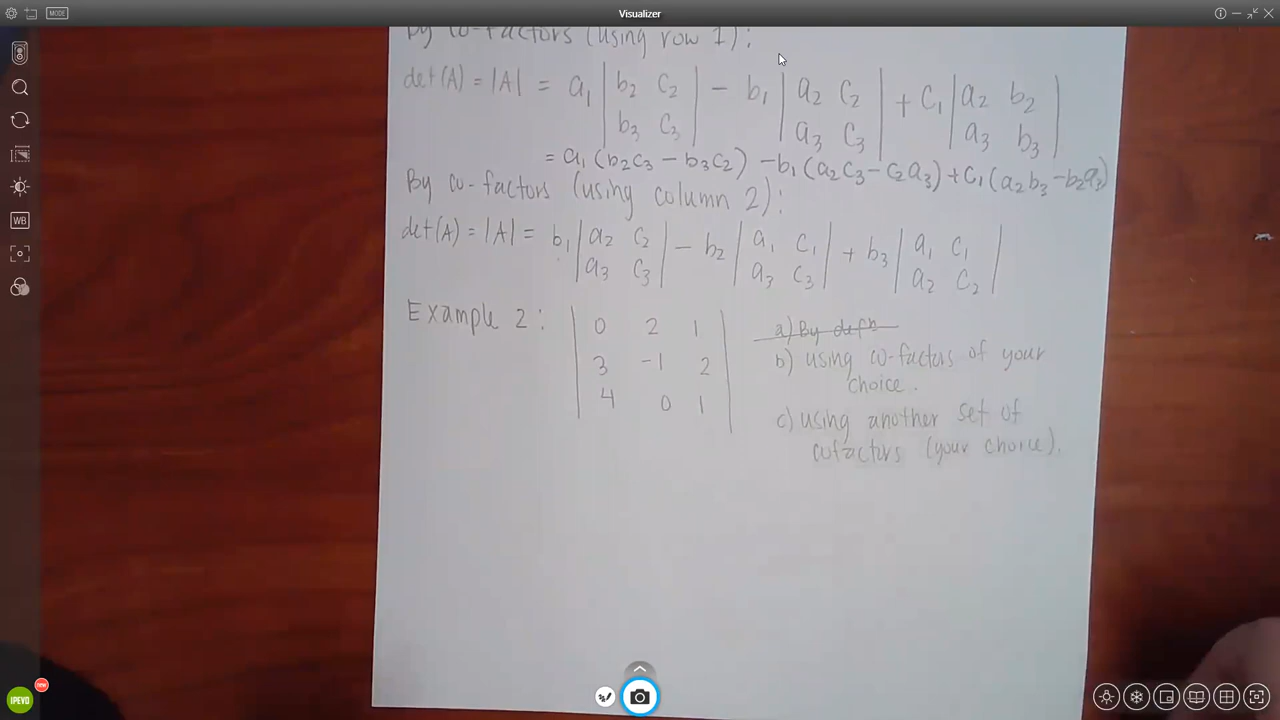 MODE
Visualizer
By co-factors (using row 1):
det(A) = |A| = a₁ |b₂ c₂| − b₁ |a₂ c₂| + c₁ |a₂ b₂|
|b₃ c₃| |a₃ c₃| |a₃ b₃|
= a₁(b₂c₃ − b₃c₂) − b₁(a₂c₃ − c₂a₃) + c₁(a₂b₃ − b₂a₃)
By co-factors (using column 2):
det(A) = |A| = b₁ |a₂ c₂| − b₂ |a₁ c₁| + b₃ |a₁ c₁|
|a₃ c₃| |a₃ c₃| |a₂ c₂|
Example 2: | 0 2 1 |
| 3 -1 2 |
| 4 0 1 |
a) By defn
b) using co-factors of your
choice.
c) using another set of
cofactors (your choice).
WB
IPEVO
new